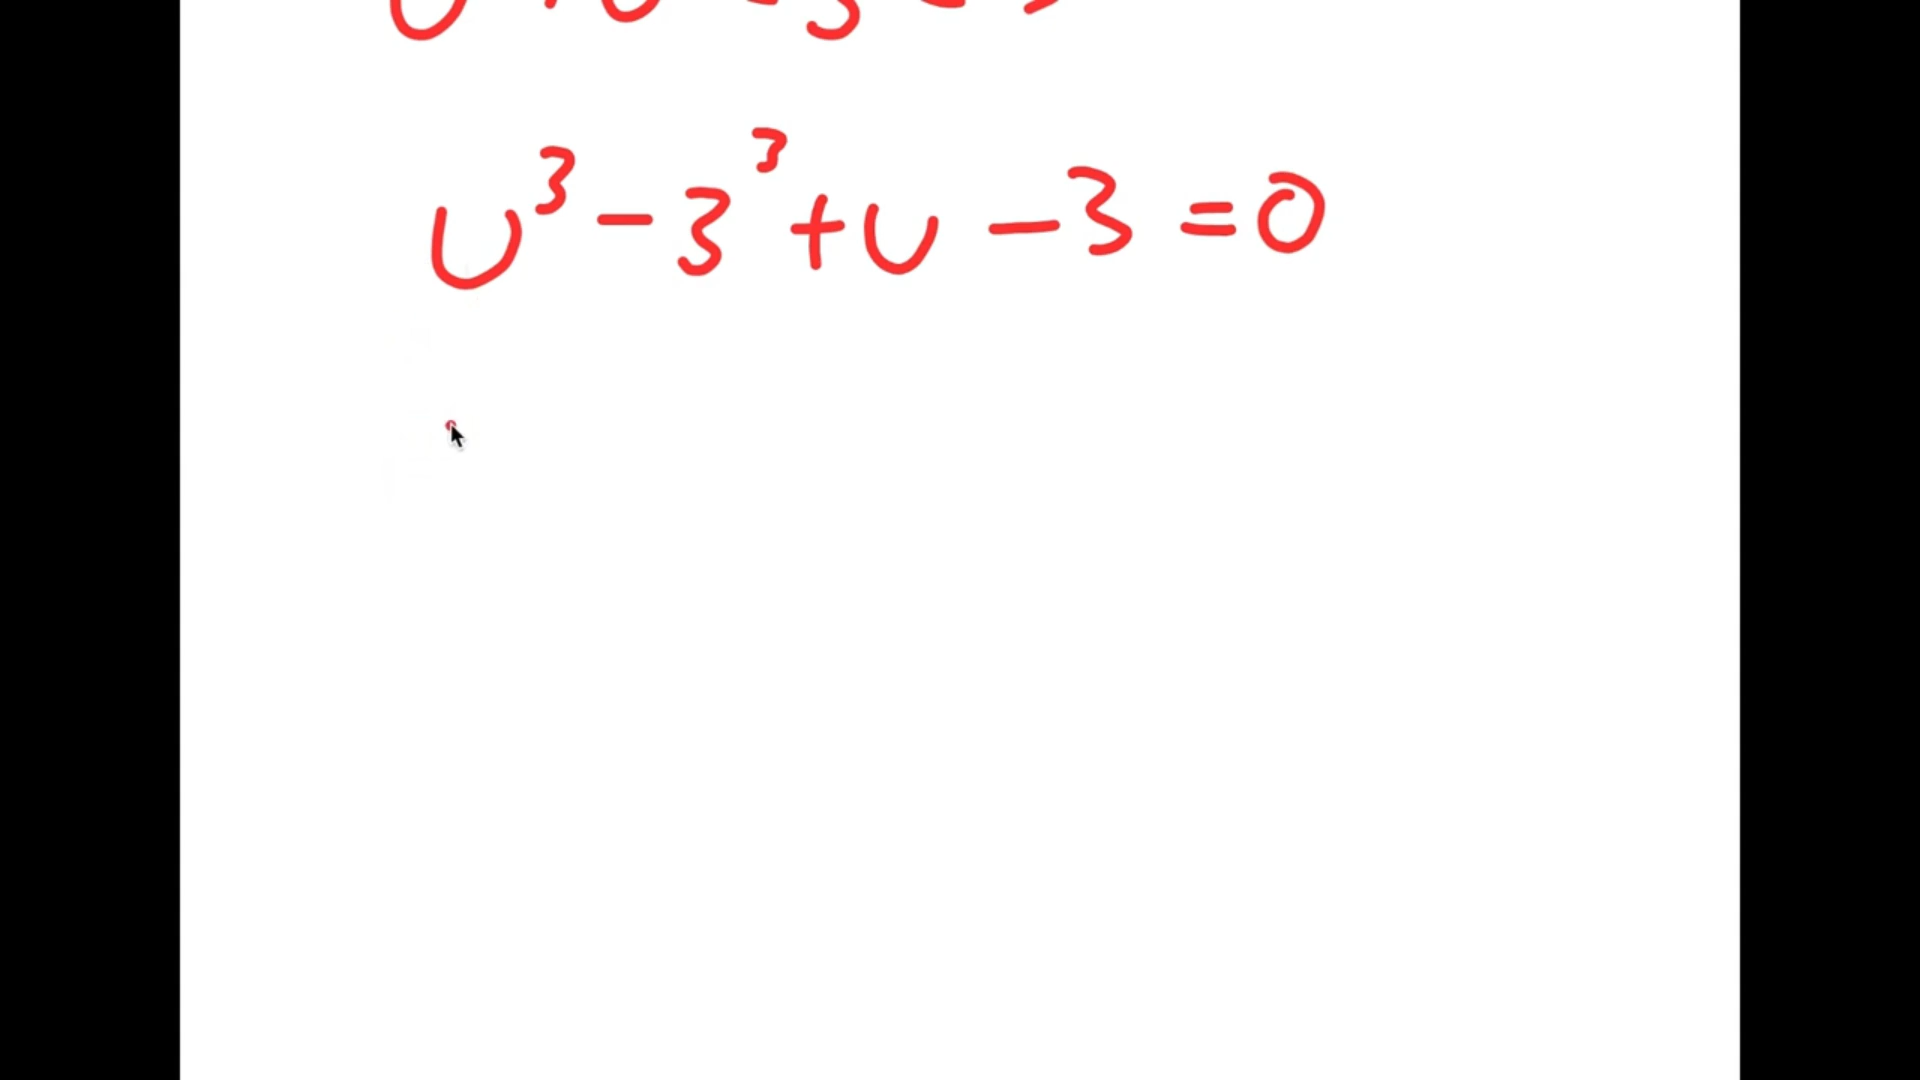 U³ - 3³ + U - 3 = 0